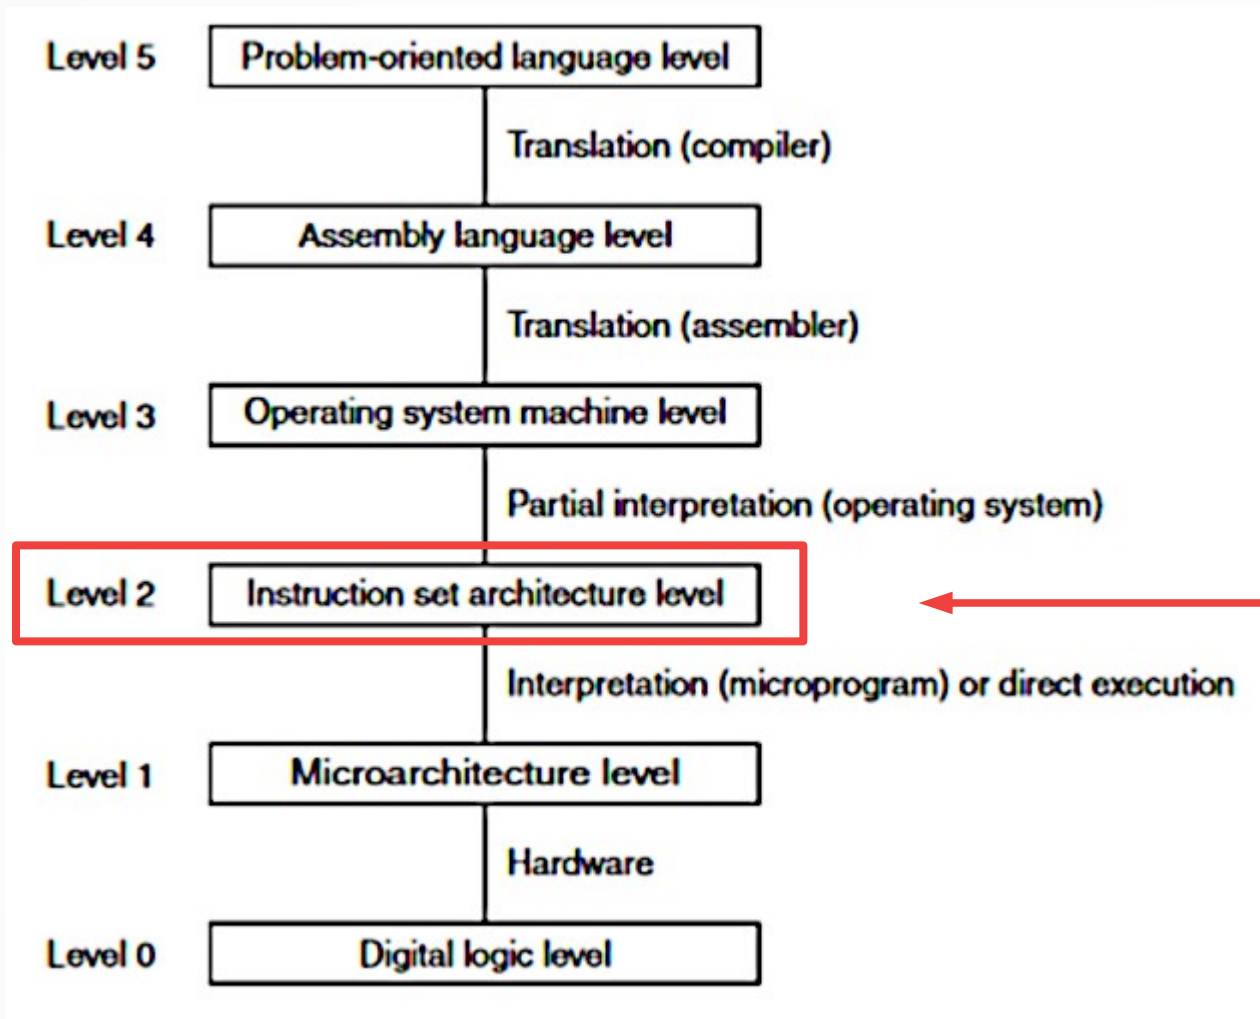 Level 5 Problem-oriented language level
Translation (compiler)
Level 4 Assembly language level
Translation (assembler)
Level 3 Operating system machine level
Partial interpretation (operating system)
Level 2 Instruction set architecture level
Interpretation (microprogram) or direct execution
Level 1 Microarchitecture level
Hardware
Level 0 Digital logic level